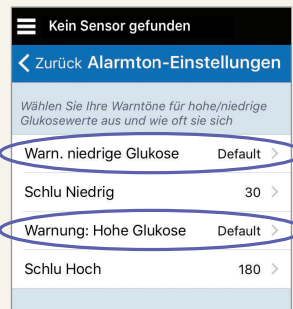 Kein Sensor gefunden
Zurück Alarmton-Einstellungen
Wählen Sie Ihre Warntöne für hohe/niedrige
Glukosewerte aus und wie oft sie sich
Warn. niedrige Glukose Default
Schlu Niedrig 30
Warnung: Hohe Glukose Default
Schlu Hoch 180